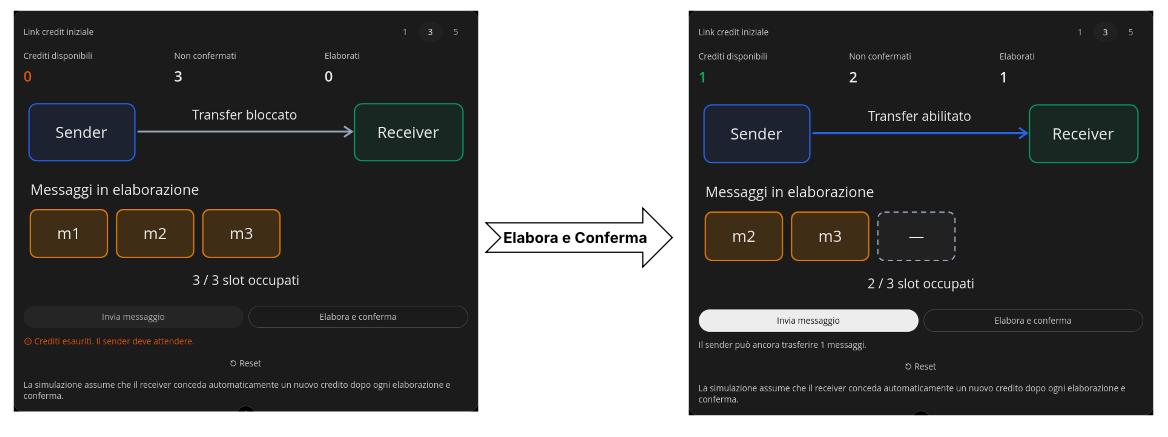 Link credit iniziale
1 3 5
Crediti disponibili Non confermati Elaborati
0 3 0
Sender
Transfer bloccato
Receiver
Messaggi in elaborazione
m1 m2 m3
3 / 3 slot occupati
Invia messaggio Elabora e conferma
Crediti esauriti. Il sender deve attendere.
Reset
La simulazione assume che il receiver conceda automaticamente un nuovo credito dopo ogni elaborazione e
conferma.
Elabora e Conferma
Link credit iniziale
1 3 5
Crediti disponibili Non confermati Elaborati
1 2 1
Sender
Transfer abilitato
Receiver
Messaggi in elaborazione
m2 m3 —
2 / 3 slot occupati
Invia messaggio Elabora e conferma
Il sender può ancora trasferire 1 messaggi.
Reset
La simulazione assume che il receiver conceda automaticamente un nuovo credito dopo ogni elaborazione e
conferma.